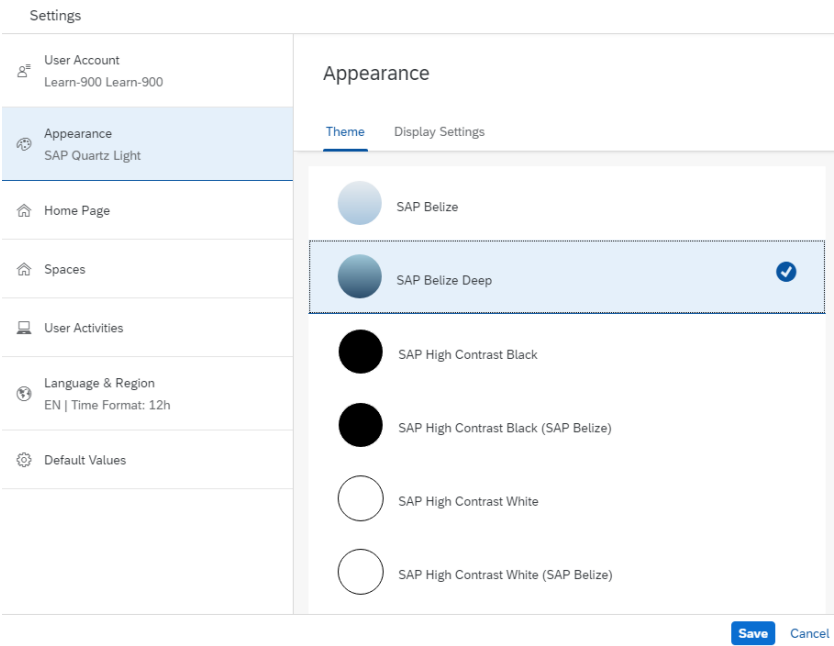 Settings
User Account
Learn-900 Learn-900
Appearance
SAP Quartz Light
Home Page
Spaces
User Activities
Language & Region
EN | Time Format: 12h
Default Values
Appearance
Theme
Display Settings
SAP Belize
SAP Belize Deep
SAP High Contrast Black
SAP High Contrast Black (SAP Belize)
SAP High Contrast White
SAP High Contrast White (SAP Belize)
Save
Cancel